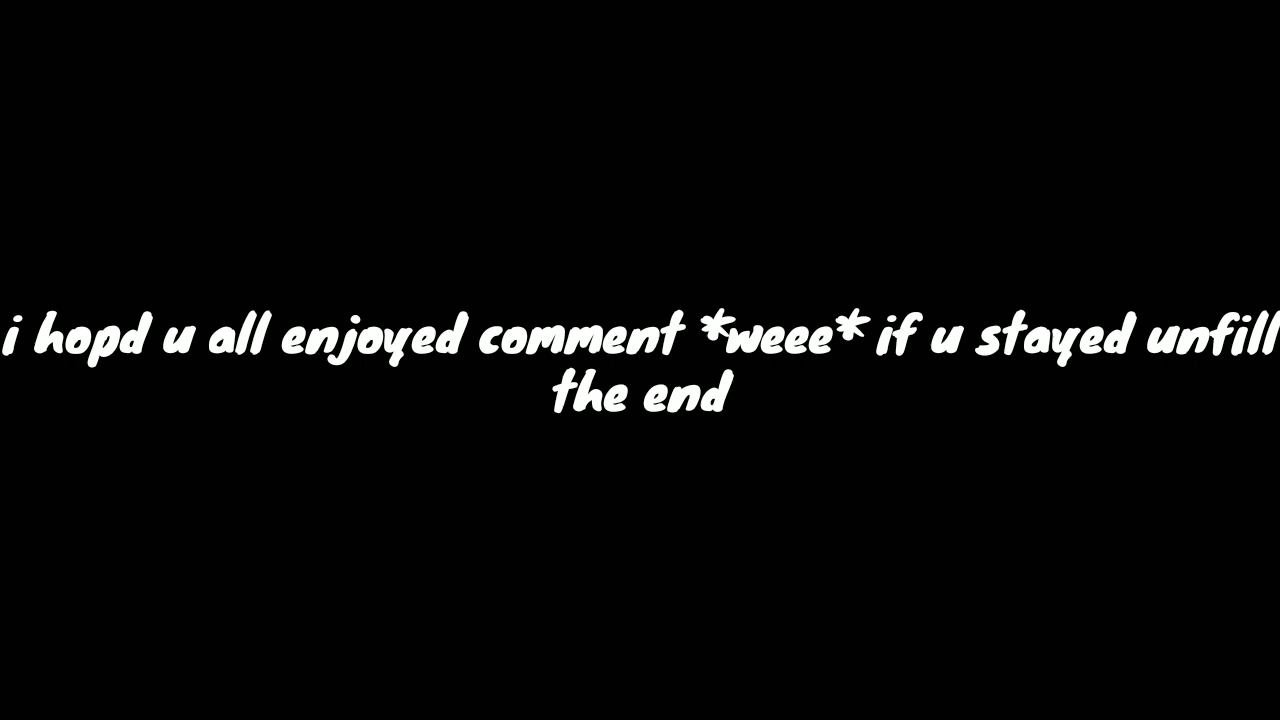 i hopd u all enjoyed comment *weee* if u stayed unfill
the end